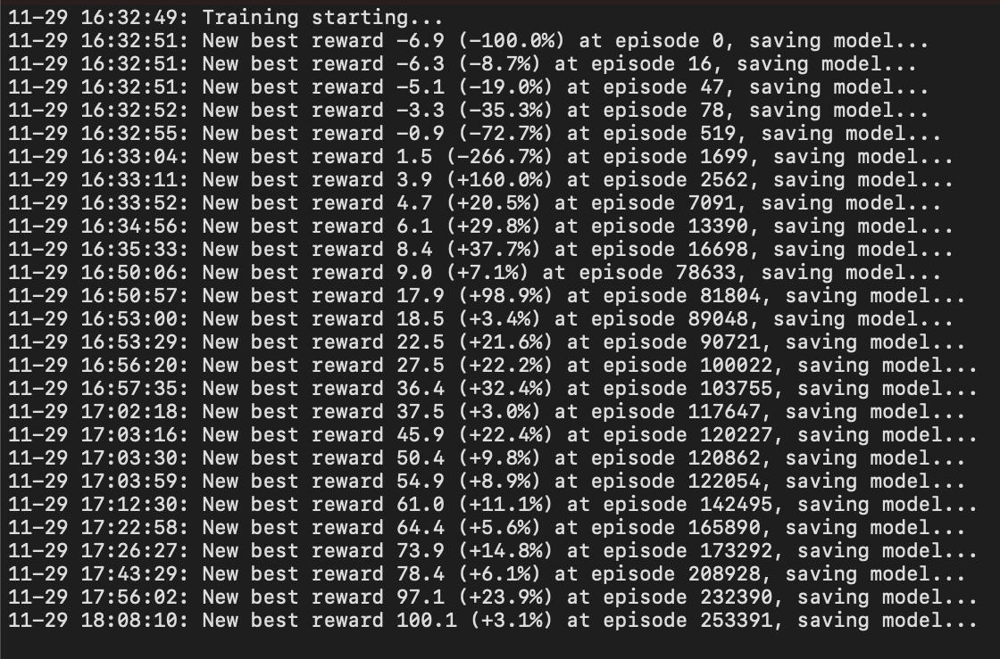 11-29 16:32:49: Training starting...
11-29 16:32:51: New best reward -6.9 (-100.0%) at episode 0, saving model...
11-29 16:32:51: New best reward -6.3 (-8.7%) at episode 16, saving model...
11-29 16:32:51: New best reward -5.1 (-19.0%) at episode 47, saving model...
11-29 16:32:52: New best reward -3.3 (-35.3%) at episode 78, saving model...
11-29 16:32:55: New best reward -0.9 (-72.7%) at episode 519, saving model...
11-29 16:33:04: New best reward 1.5 (-266.7%) at episode 1699, saving model...
11-29 16:33:11: New best reward 3.9 (+160.0%) at episode 2562, saving model...
11-29 16:33:52: New best reward 4.7 (+20.5%) at episode 7091, saving model...
11-29 16:34:56: New best reward 6.1 (+29.8%) at episode 13390, saving model...
11-29 16:35:33: New best reward 8.4 (+37.7%) at episode 16698, saving model...
11-29 16:50:06: New best reward 9.0 (+7.1%) at episode 78633, saving model...
11-29 16:50:57: New best reward 17.9 (+98.9%) at episode 81804, saving model...
11-29 16:53:00: New best reward 18.5 (+3.4%) at episode 89048, saving model...
11-29 16:53:29: New best reward 22.5 (+21.6%) at episode 90721, saving model...
11-29 16:56:20: New best reward 27.5 (+22.2%) at episode 100022, saving model...
11-29 16:57:35: New best reward 36.4 (+32.4%) at episode 103755, saving model...
11-29 17:02:18: New best reward 37.5 (+3.0%) at episode 117647, saving model...
11-29 17:03:16: New best reward 45.9 (+22.4%) at episode 120227, saving model...
11-29 17:03:30: New best reward 50.4 (+9.8%) at episode 120862, saving model...
11-29 17:03:59: New best reward 54.9 (+8.9%) at episode 122054, saving model...
11-29 17:12:30: New best reward 61.0 (+11.1%) at episode 142495, saving model...
11-29 17:22:58: New best reward 64.4 (+5.6%) at episode 165890, saving model...
11-29 17:26:27: New best reward 73.9 (+14.8%) at episode 173292, saving model...
11-29 17:43:29: New best reward 78.4 (+6.1%) at episode 208928, saving model...
11-29 17:56:02: New best reward 97.1 (+23.9%) at episode 232390, saving model...
11-29 18:08:10: New best reward 100.1 (+3.1%) at episode 253391, saving model...